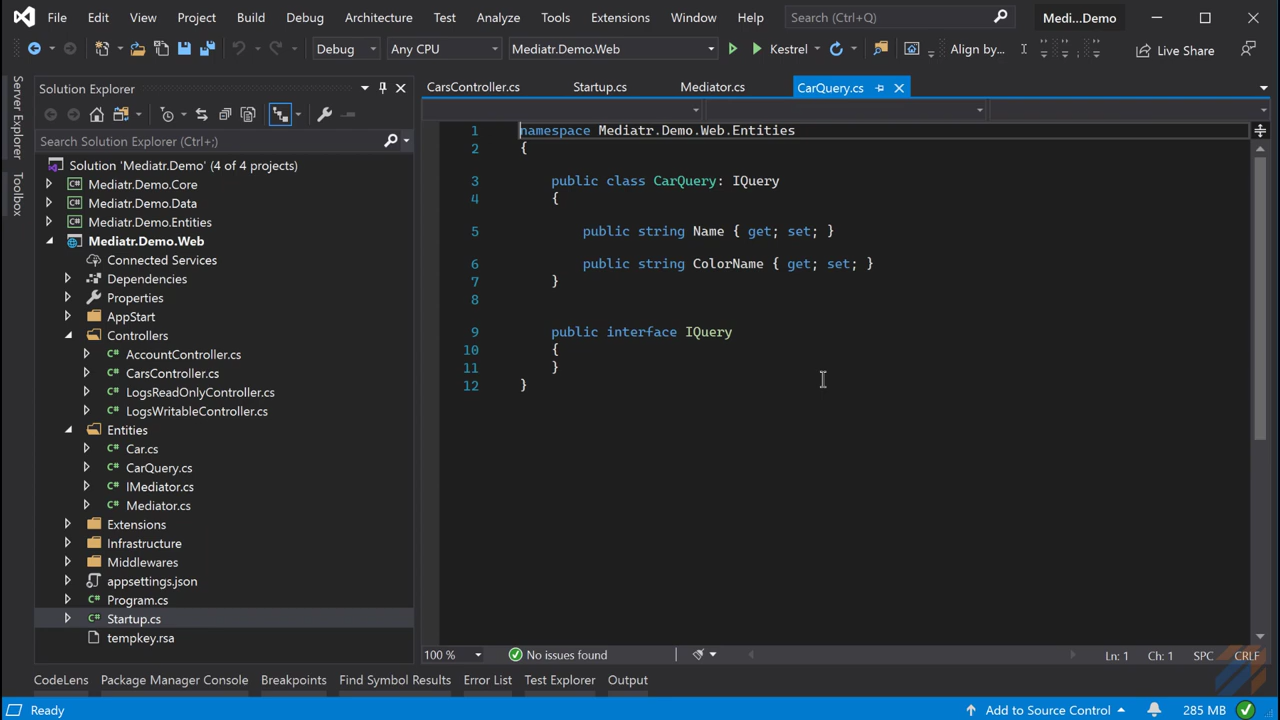 File Edit View Project Build Debug Architecture Test Analyze Tools Extensions Window Help Search (Ctrl+Q) Medi...Demo
Debug Any CPU Mediatr.Demo.Web Kestrel Align by... Live Share
Server Explorer
Toolbox
Solution Explorer
Search Solution Explorer (Ctrl+;)
Solution 'Mediatr.Demo' (4 of 4 projects)
Mediatr.Demo.Core
Mediatr.Demo.Data
Mediatr.Demo.Entities
Mediatr.Demo.Web
Connected Services
Dependencies
Properties
AppStart
Controllers
C# AccountController.cs
C# CarsController.cs
C# LogsReadOnlyController.cs
C# LogsWritableController.cs
Entities
C# Car.cs
C# CarQuery.cs
C# IMediator.cs
C# Mediator.cs
Extensions
Infrastructure
Middlewares
appsettings.json
C# Program.cs
C# Startup.cs
tempkey.rsa
CarsController.cs Startup.cs Mediator.cs CarQuery.cs
1 namespace Mediatr.Demo.Web.Entities
2 {
3 public class CarQuery: IQuery
4 {
5 public string Name { get; set; }
6 public string ColorName { get; set; }
7 }
8
9 public interface IQuery
10 {
11 }
12 }
100 % No issues found Ln: 1 Ch: 1 SPC CRLF
CodeLens Package Manager Console Breakpoints Find Symbol Results Error List Test Explorer Output
Ready Add to Source Control 285 MB